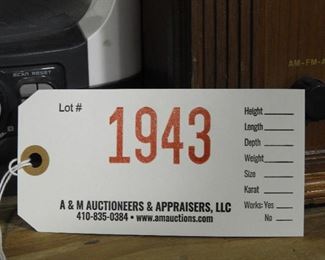 SCAN RESET
AM-FM-A
Lot #
1943
Height
Length
Depth
Weight
Size
Karat
Works: Yes
No
A & M AUCTIONEERS & APPRAISERS, LLC
410-835-0384 • www.amauctions.com